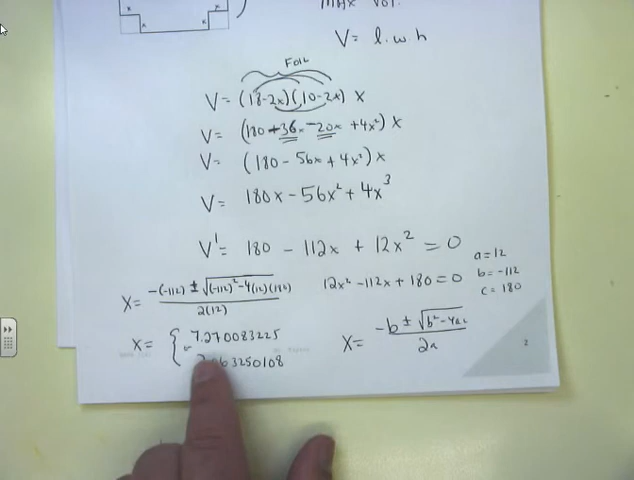 MAX VOL.
V = l.w.h
FOIL
V = (18-2x)(10-2x) x
V = (180 - 36x - 20x + 4x²) x
V = (180 - 56x + 4x²) x
V = 180x - 56x² + 4x³
V' = 180 - 112x + 12x² = 0
a = 12
b = -112
c = 180
12x² - 112x + 180 = 0
x = -(-112) ± √(-112)² - 4(12)( / 2(12)
x = -b ± √b² - 4ac / 2a
x = { 7.270083225
63250108
2